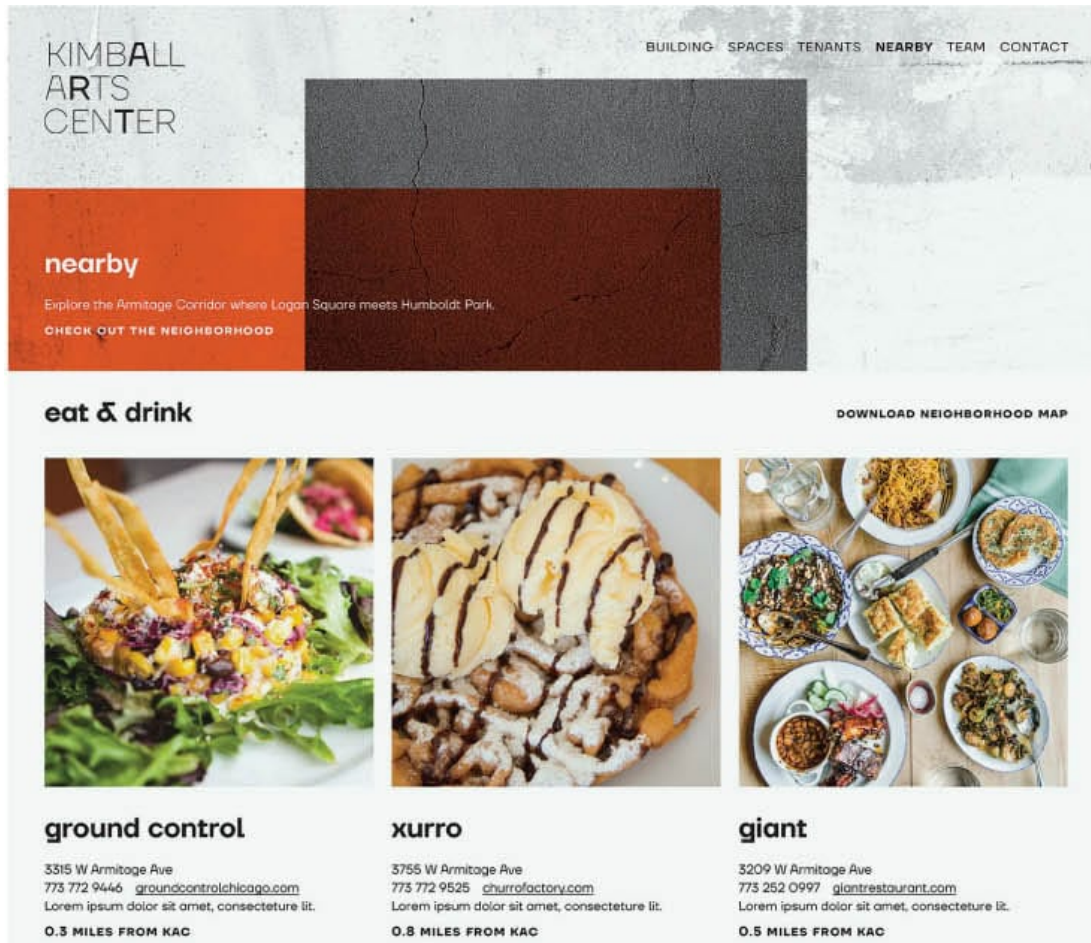 KIMBALL
ARTS
CENTER
BUILDING SPACES TENANTS NEARBY TEAM CONTACT
nearby
Explore the Armitage Corridor where Logan Square meets Humboldt Park.
CHECK OUT THE NEIGHBORHOOD
eat & drink
DOWNLOAD NEIGHBORHOOD MAP
ground control
3315 W Armitage Ave
773 772 9446 groundcontrolchicago.com
Lorem ipsum dolor sit amet, consecteture lit.
0.3 MILES FROM KAC
xurro
3755 W Armitage Ave
773 772 9525 churrofactory.com
Lorem ipsum dolor sit amet, consecteture lit.
0.8 MILES FROM KAC
giant
3209 W Armitage Ave
773 252 0997 giantrestaurant.com
Lorem ipsum dolor sit amet, consecteture lit.
0.5 MILES FROM KAC